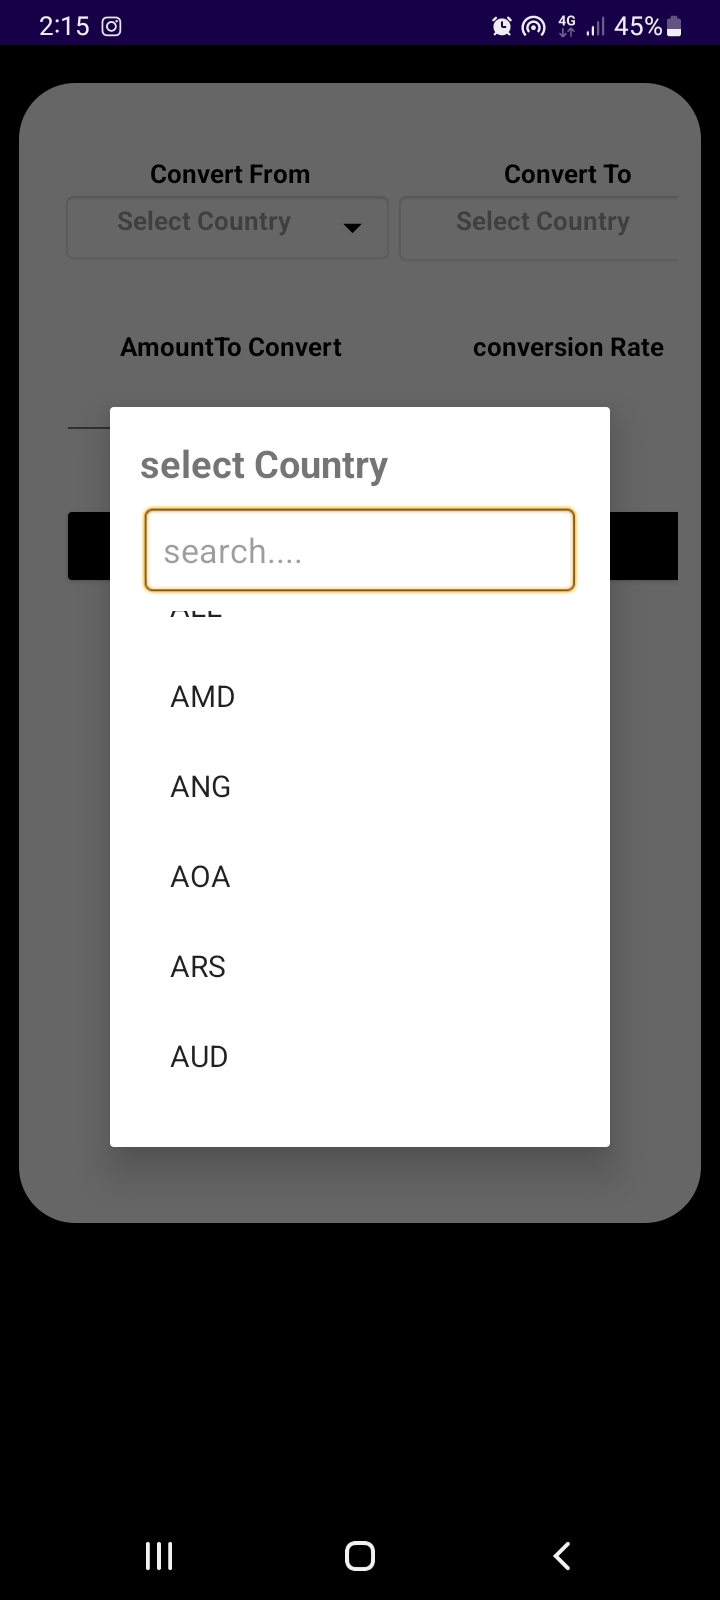 2:15 4G 45%
Convert From Convert To
Select Country Select Country
AmountTo Convert conversion Rate
select Country
search....
AMD
ANG
AOA
ARS
AUD